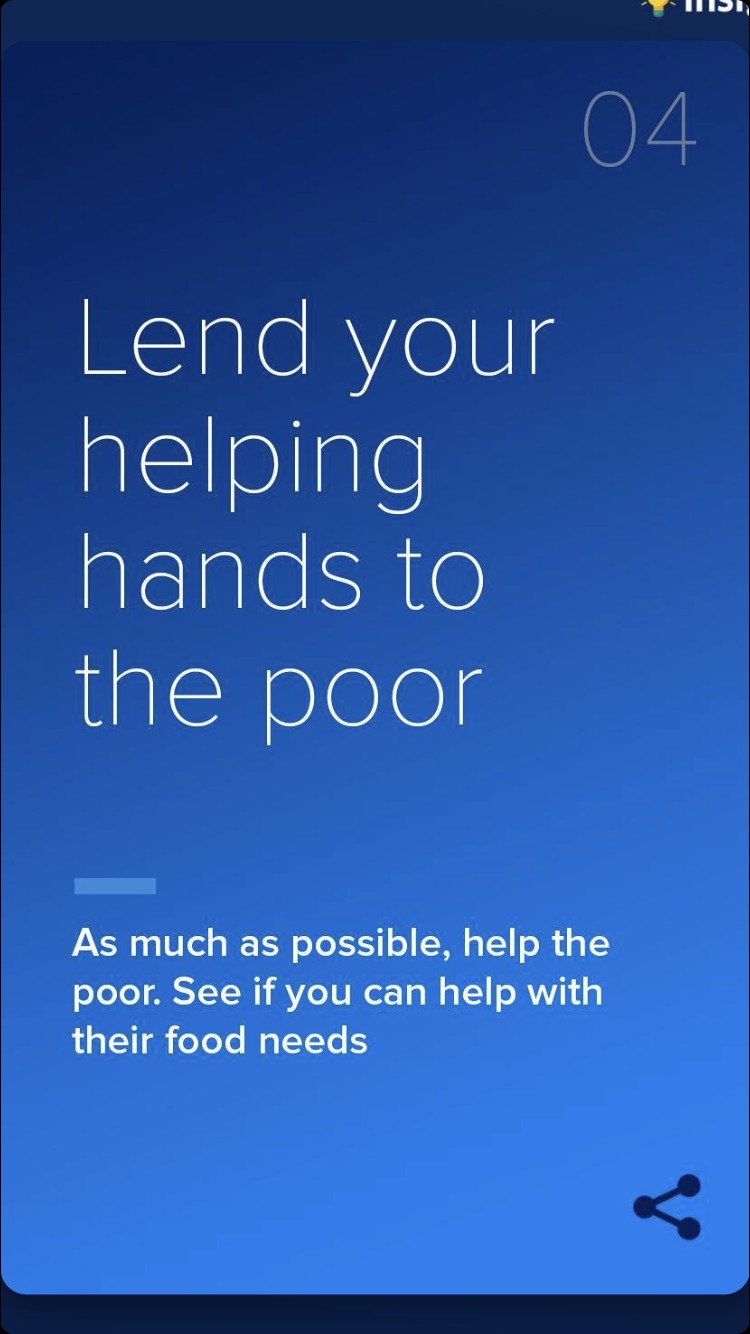 04
Lend your
helping
hands to
the poor
As much as possible, help the
poor. See if you can help with
their food needs